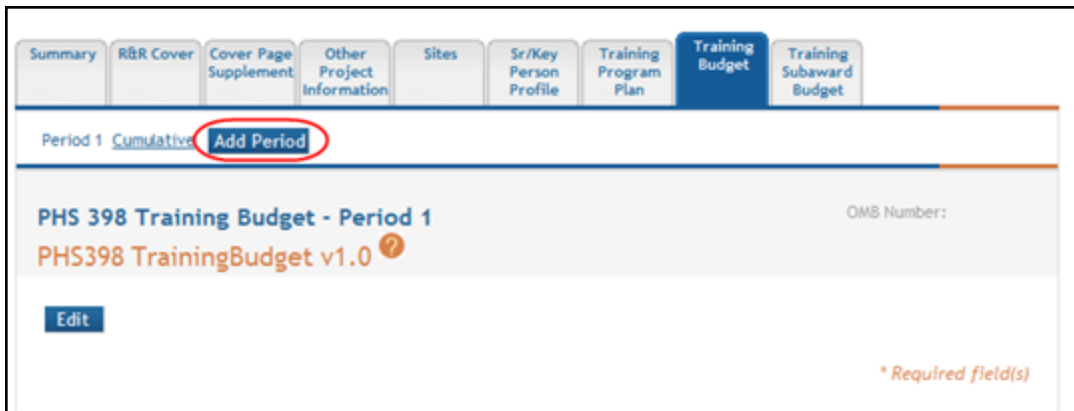 Summary
R&R Cover
Cover Page
Supplement
Other
Project
Information
Sites
Sr/Key
Person
Profile
Training
Program
Plan
Training
Budget
Training
Subaward
Budget
Period 1 Cumulative Add Period
PHS 398 Training Budget - Period 1
OMB Number:
PHS398 TrainingBudget v1.0 ?
Edit
* Required field(s)